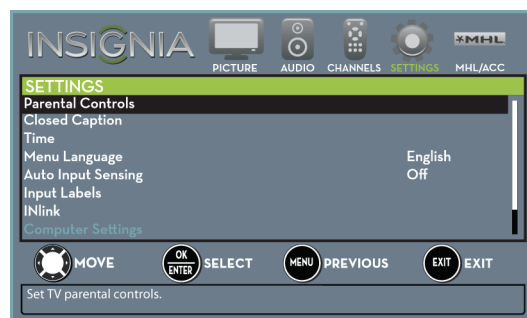 INSIGNIA
PICTURE AUDIO CHANNELS SETTINGS MHL/ACC
MHL
SETTINGS
Parental Controls
Closed Caption
Time
Menu Language English
Auto Input Sensing Off
Input Labels
INlink
Computer Settings
MOVE OK ENTER SELECT MENU PREVIOUS EXIT EXIT
Set TV parental controls.